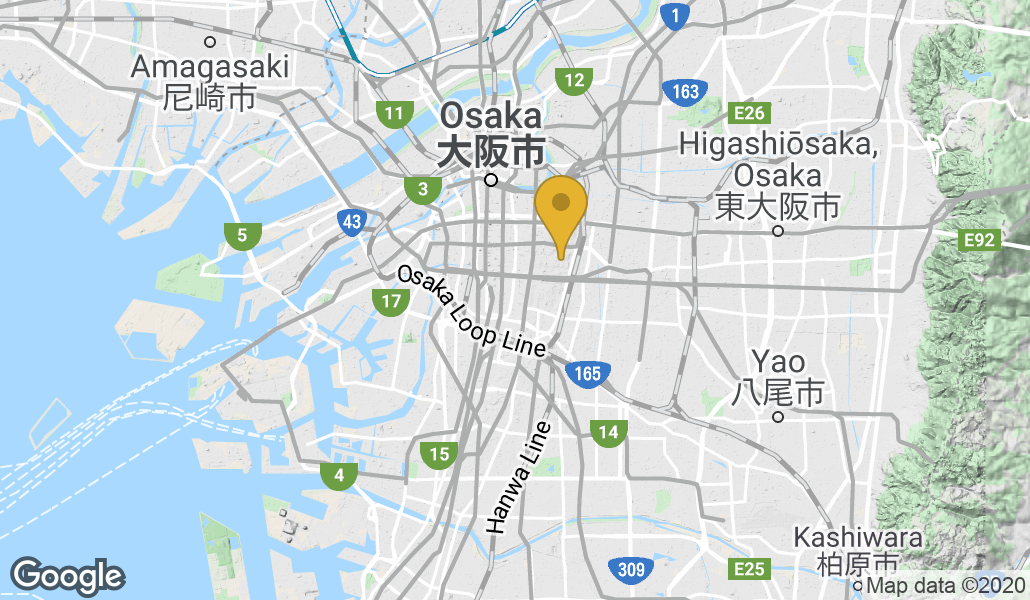 1
Amagasaki
尼崎市
12
163
11
E26
Osaka
大阪市
Higashiōsaka,
Osaka
東大阪市
3
43
5
E92
17
Osaka Loop Line
Yao
八尾市
165
14
15
Hanwa Line
4
Kashiwara
柏原市
309
E25
Google
Map data ©2020